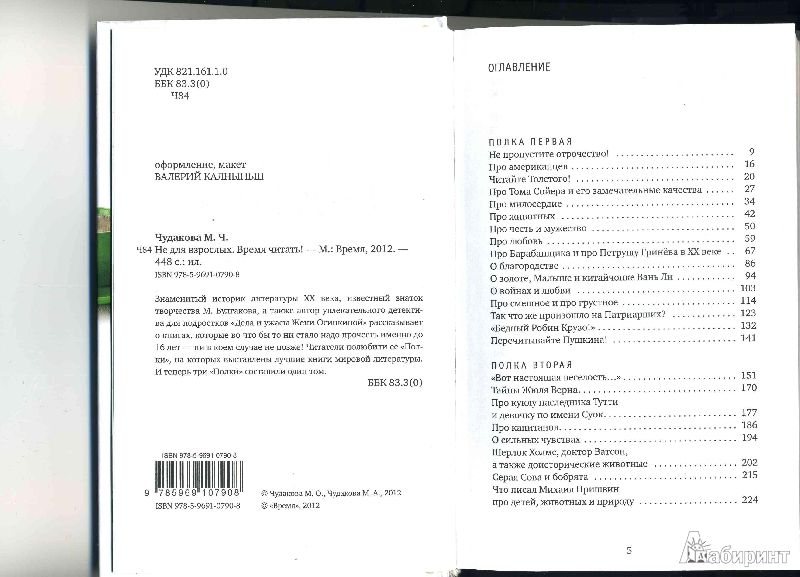 УДК 821.161.1.0
ББК 83.3(0)
Ч84
оформление, макет
ВАЛЕРИЙ КАЛНЫНЬШ
Чудакова М. Ч.
Ч84 Не для взрослых. Время читать! — М.: Время, 2012. —
448 с.: ил.
ISBN 978-5-9691-0790-8
Знаменитый историк литературы XX века, известный знаток
творчества М. Булгакова, а также автор увлекательного детекти-
ва для подростков «Дела и ужасы Жени Осинкиной» рассказывает
о книгах, которые во что бы то ни стало надо прочесть именно до
16 лет — ни в коем случае не позже! Читатели полюбили ее «Пол-
ки», на которых выставлены лучшие книги мировой литературы.
И теперь три «Полки» составили один том.
ББК 83.3(0)
ISBN 978-5-9691-0790-8
9 785969 107908
ISBN 978-5-9691-0790-8
© Чудакова М. О., Чудакова М. А., 2012
© «Время», 2012
ОГЛАВЛЕНИЕ
ПОЛКА ПЕРВАЯ
Не пропустите отрочество! 9
Про американцев 16
Читайте Толстого! 20
Про Тома Сойера и его замечательные качества 27
Про милосердие 34
Про животных 42
Про честь и мужество 50
Про любовь 59
Про Барабанщика и про Петрушу Гринёва в XX веке 67
О благородстве 86
О золоте, Малыше и китайчонке Вань Ли 94
О войнах и любви 103
Про смешное и про грустное 114
Так что же произошло на Патриарших? 123
«Бедный Робин Крузо!» 132
Перечитывайте Пушкина! 141
ПОЛКА ВТОРАЯ
«Вот настоящая веселость...» 151
Тайны Жюля Верна 170
Про куклу наследника Тутти
и девочку по имени Суок 177
Про капитанов 186
О сильных чувствах 194
Шерлок Холмс, доктор Ватсон,
а также доисторические животные 202
Серая Сова и бобрята 215
Что писал Михаил Пришвин
про детей, животных и природу 224
5
Лабиринт